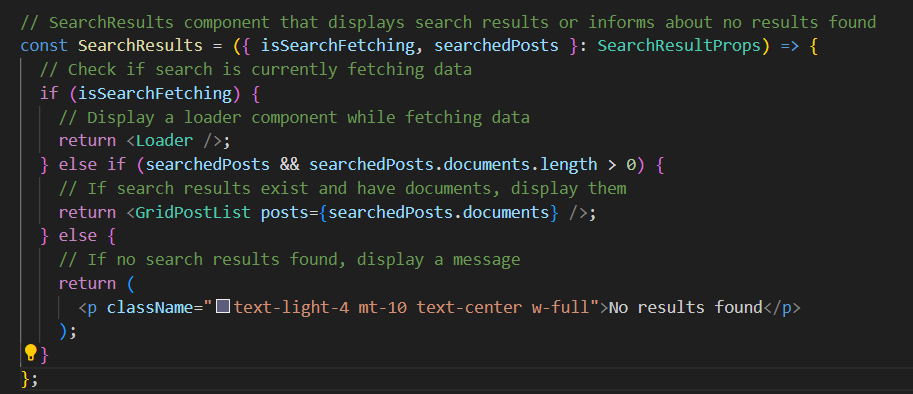 // SearchResults component that displays search results or informs about no results found
const SearchResults = ({ isSearchFetching, searchedPosts }: SearchResultProps) => {
  // Check if search is currently fetching data
  if (isSearchFetching) {
    // Display a loader component while fetching data
    return <Loader />;
  } else if (searchedPosts && searchedPosts.documents.length > 0) {
    // If search results exist and have documents, display them
    return <GridPostList posts={searchedPosts.documents} />;
  } else {
    // If no search results found, display a message
    return (
      <p className="text-light-4 mt-10 text-center w-full">No results found</p>
    );
  }
};